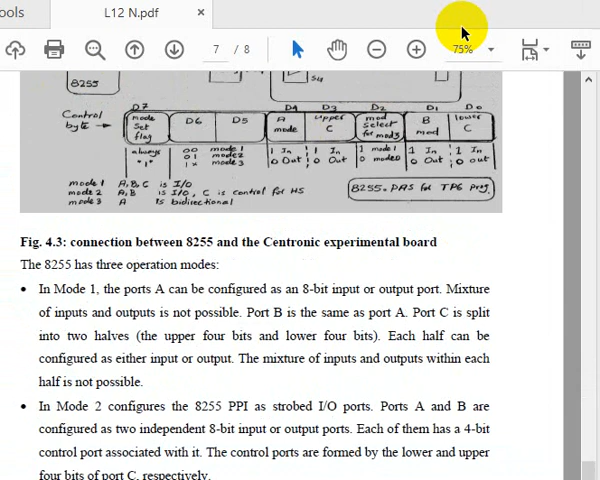 ools
L12 N.pdf ×
7 / 8
75%
8255
S4
D7 D4 D3 D2 D1 D0
Control byte → mode Set flag D6 D5 A mode upper C mod select for mod3 B mod lower C
always "1" 00 mode 1 1 In 1 In 1 mode 1 1 In 1 In
01 mode2 0 Out 0 Out 0 mode0 0 Out 0 out
1x mode3
mode 1 A, B, C is I/O
mode 2 A, B is I/O, C is control for HS
mode 3 A is bidirectional
8255.PAS for TP6 prog.
Fig. 4.3: connection between 8255 and the Centronic experimental board
The 8255 has three operation modes:
• In Mode 1, the ports A can be configured as an 8-bit input or output port. Mixture
of inputs and outputs is not possible. Port B is the same as port A. Port C is split
into two halves (the upper four bits and lower four bits). Each half can be
configured as either input or output. The mixture of inputs and outputs within each
half is not possible.
• In Mode 2 configures the 8255 PPI as strobed I/O ports. Ports A and B are
configured as two independent 8-bit input or output ports. Each of them has a 4-bit
control port associated with it. The control ports are formed by the lower and upper
four bits of port C, respectively.